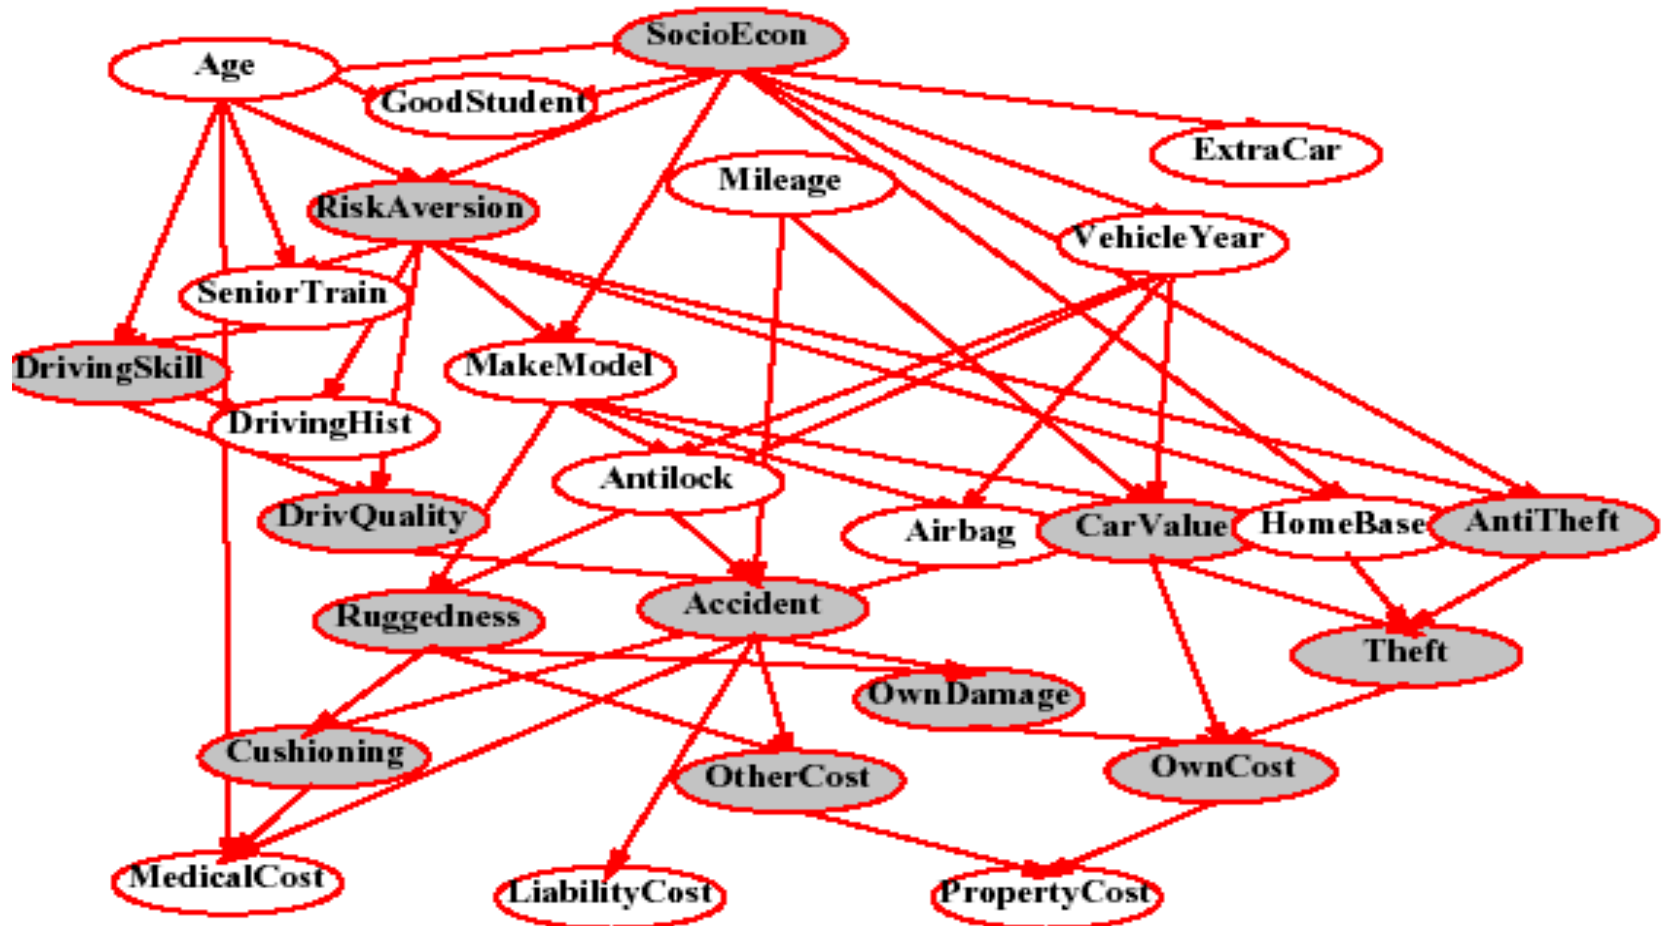 SocioEcon
Age
GoodStudent
ExtraCar
Mileage
RiskAversion
VehicleYear
SeniorTrain
DrivingSkill
MakeModel
DrivingHist
Antilock
DrivQuality
Airbag
CarValue
HomeBase
AntiTheft
Ruggedness
Accident
Theft
OwnDamage
Cushioning
OtherCost
OwnCost
MedicalCost
LiabilityCost
PropertyCost